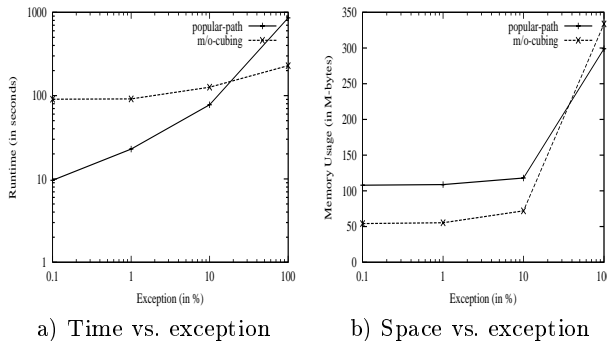 1000
100
10
1
0.1
1
10
100
Runtime (in seconds)
Exception (in %)
popular-path
m/o-cubing
a) Time vs. exception
350
300
250
200
150
100
50
0
0.1
1
10
100
Memory Usage (in M-bytes)
Exception (in %)
popular-path
m/o-cubing
b) Space vs. exception